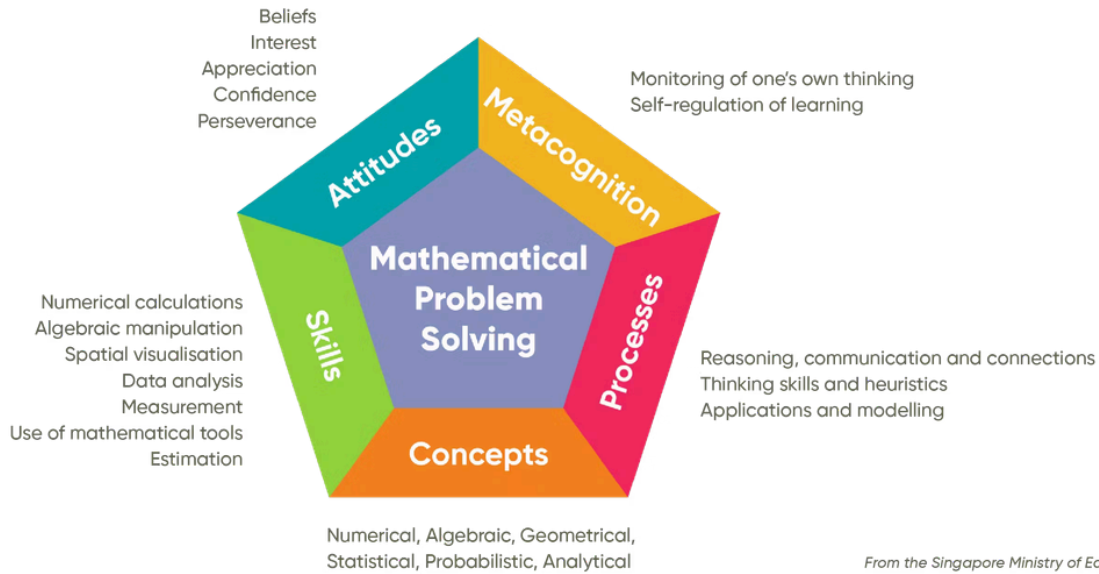 Beliefs
Interest
Appreciation
Confidence
Perseverance
Attitudes
Metacognition
Monitoring of one's own thinking
Self-regulation of learning
Mathematical
Problem
Solving
Numerical calculations
Algebraic manipulation
Spatial visualisation
Data analysis
Measurement
Use of mathematical tools
Estimation
Skills
Processes
Reasoning, communication and connections
Thinking skills and heuristics
Applications and modelling
Concepts
Numerical, Algebraic, Geometrical,
Statistical, Probabilistic, Analytical
From the Singapore Ministry of